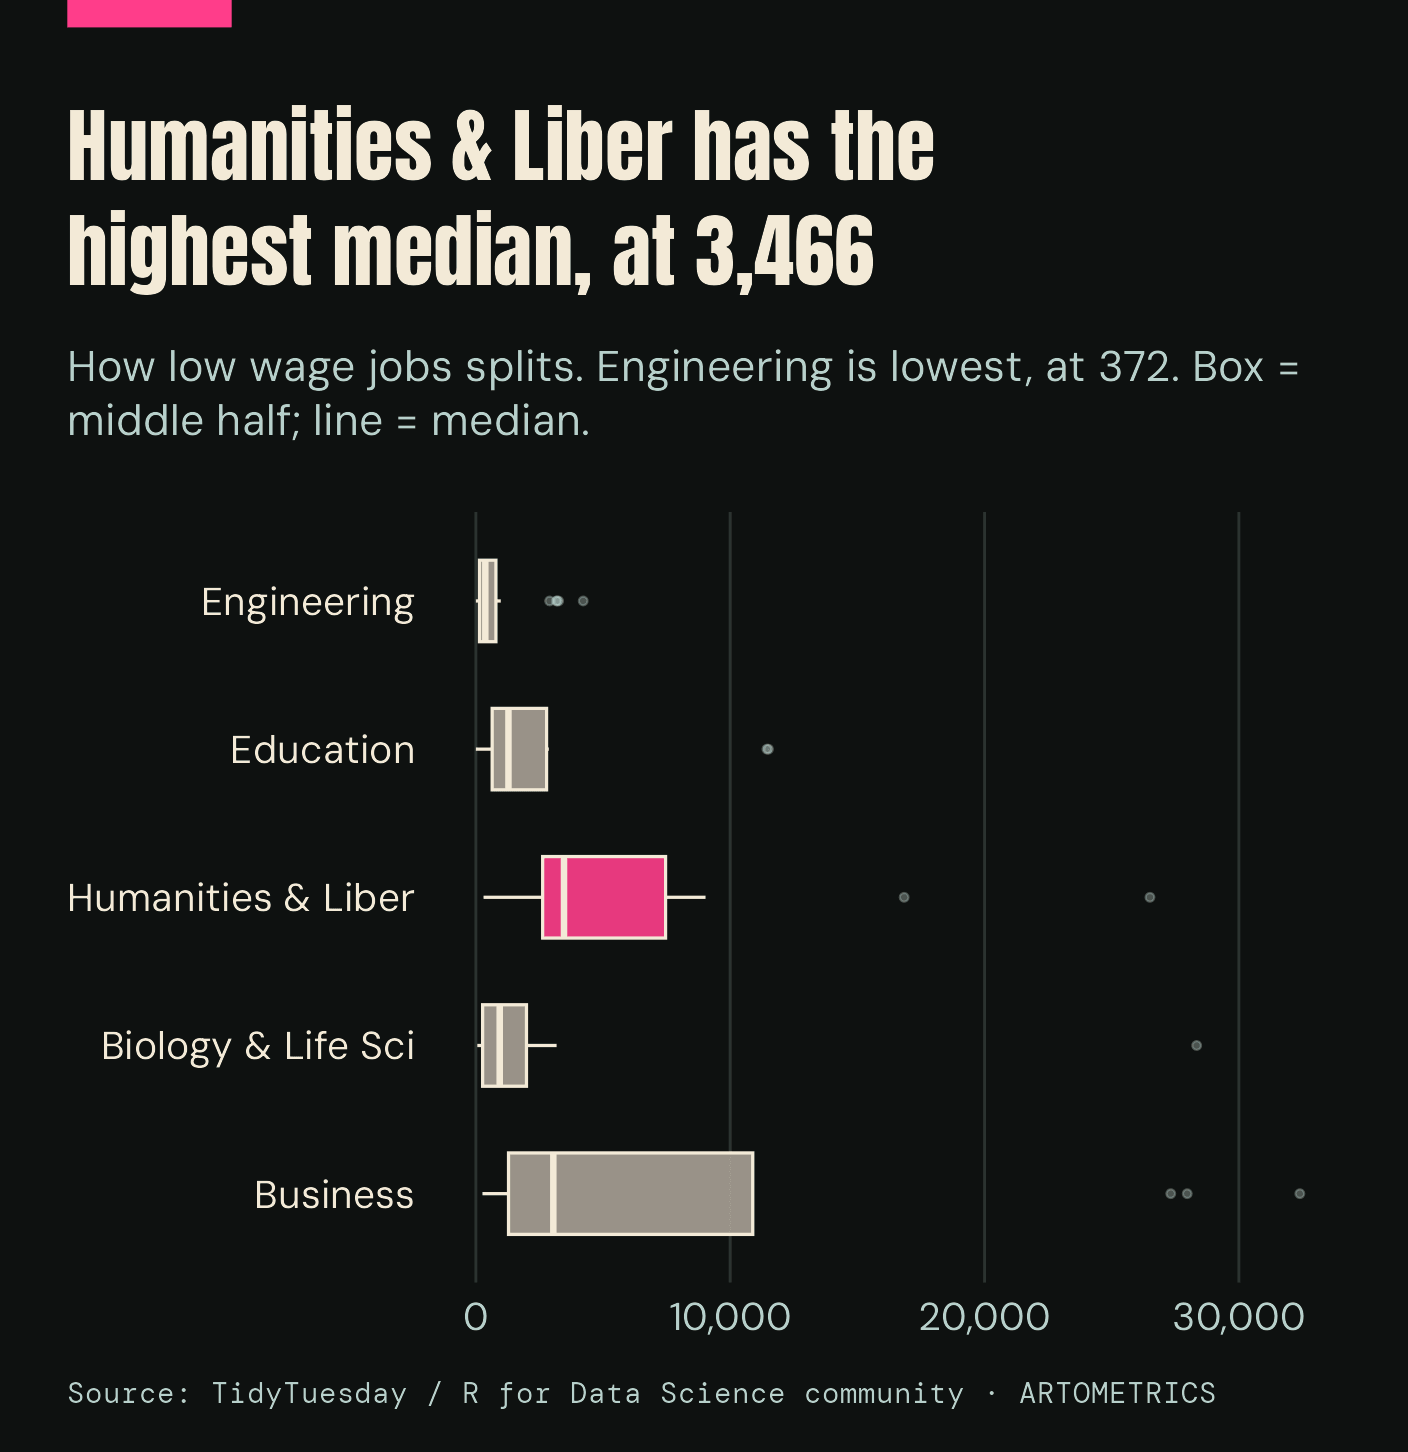 Humanities & Liber has the
highest median, at 3,466
How low wage jobs splits. Engineering is lowest, at 372. Box =
middle half; line = median.
Engineering
Education
Humanities & Liber
Biology & Life Sci
Business
0
10,000
20,000
30,000
Source: TidyTuesday / R for Data Science community · ARTOMETRICS